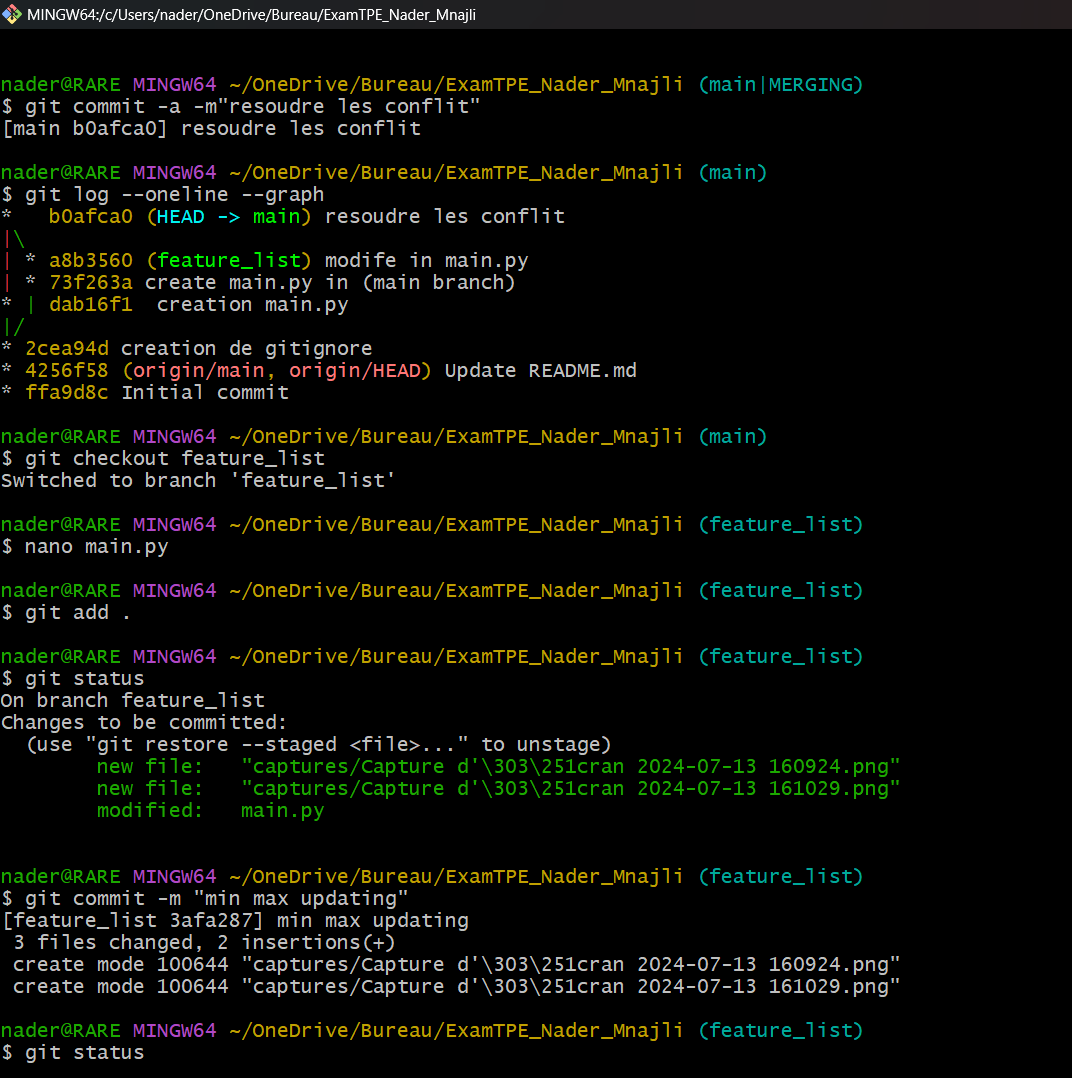 MINGW64:/c/Users/nader/OneDrive/Bureau/ExamTPE_Nader_Mnajli
nader@RARE MINGW64 ~/OneDrive/Bureau/ExamTPE_Nader_Mnajli (main|MERGING)
$ git commit -a -m"resoudre les conflit"
[main b0afca0] resoudre les conflit
nader@RARE MINGW64 ~/OneDrive/Bureau/ExamTPE_Nader_Mnajli (main)
$ git log --oneline --graph
*   b0afca0 (HEAD -> main) resoudre les conflit
|\
| * a8b3560 (feature_list) modife in main.py
| * 73f263a create main.py in (main branch)
* | dab16f1  creation main.py
|/
* 2cea94d creation de gitignore
* 4256f58 (origin/main, origin/HEAD) Update README.md
* ffa9d8c Initial commit
nader@RARE MINGW64 ~/OneDrive/Bureau/ExamTPE_Nader_Mnajli (main)
$ git checkout feature_list
Switched to branch 'feature_list'
nader@RARE MINGW64 ~/OneDrive/Bureau/ExamTPE_Nader_Mnajli (feature_list)
$ nano main.py
nader@RARE MINGW64 ~/OneDrive/Bureau/ExamTPE_Nader_Mnajli (feature_list)
$ git add .
nader@RARE MINGW64 ~/OneDrive/Bureau/ExamTPE_Nader_Mnajli (feature_list)
$ git status
On branch feature_list
Changes to be committed:
  (use "git restore --staged <file>..." to unstage)
        new file:   "captures/Capture d'\303\251cran 2024-07-13 160924.png"
        new file:   "captures/Capture d'\303\251cran 2024-07-13 161029.png"
        modified:   main.py
nader@RARE MINGW64 ~/OneDrive/Bureau/ExamTPE_Nader_Mnajli (feature_list)
$ git commit -m "min max updating"
[feature_list 3afa287] min max updating
 3 files changed, 2 insertions(+)
 create mode 100644 "captures/Capture d'\303\251cran 2024-07-13 160924.png"
 create mode 100644 "captures/Capture d'\303\251cran 2024-07-13 161029.png"
nader@RARE MINGW64 ~/OneDrive/Bureau/ExamTPE_Nader_Mnajli (feature_list)
$ git status